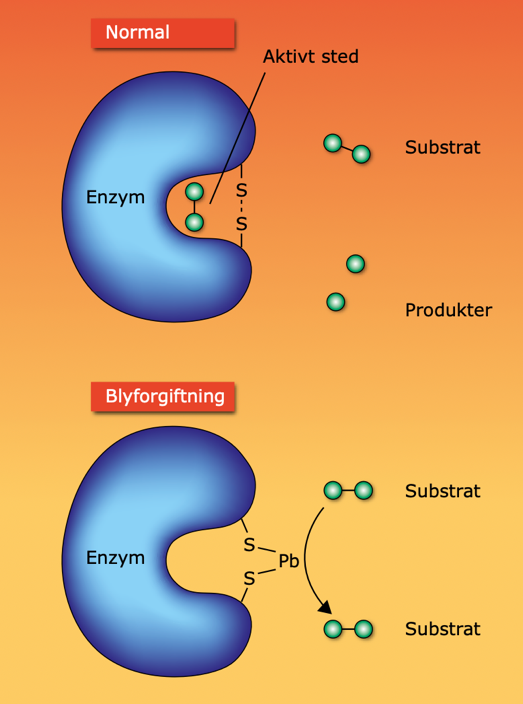 Normal
Aktivt sted
Substrat
Enzym
S
S
Produkter
Blyforgiftning
Substrat
Enzym
S
Pb
S
Substrat